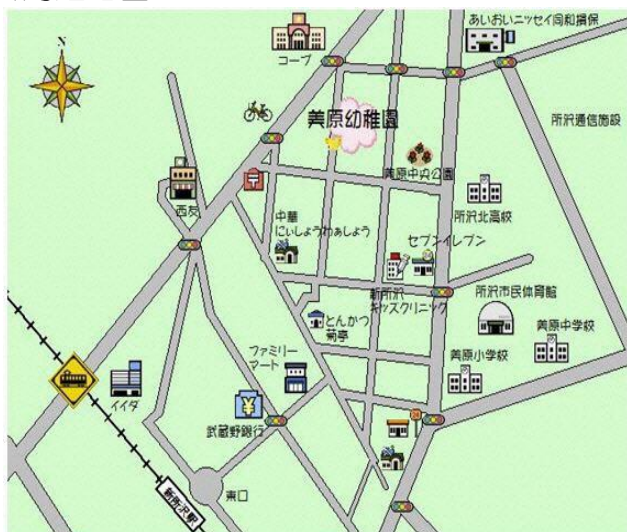 N
コープ
あいおいニッセイ同和損保
美原幼稚園
所沢通信施設
美原中央公園
西友
所沢北高校
中華
にいしょうわあしょう
セブンイレブン
新所沢
キッズクリニック
所沢市民体育館
とんかつ
菊亭
美原中学校
美原小学校
ファミリー
マート
イイダ
武蔵野銀行
東口
新所沢駅